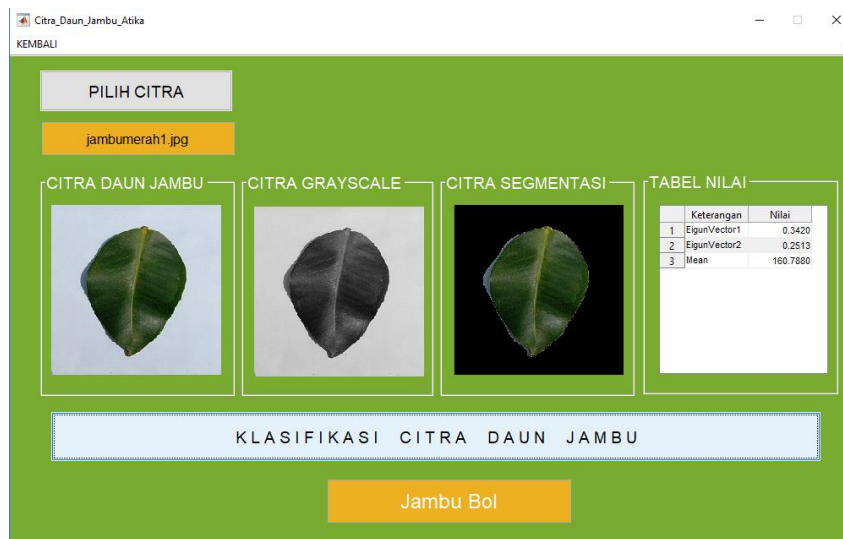 Citra_Daun_Jambu_Atika
KEMBALI
PILIH CITRA
jambumerah1.jpg
CITRA DAUN JAMBU
CITRA GRAYSCALE
CITRA SEGMENTASI
TABEL NILAI
Keterangan Nilai
1 EigunVector1 0.3420
2 EigunVector2 0.2513
3 Mean 160.7880
KLASIFIKASI CITRA DAUN JAMBU
Jambu Bol